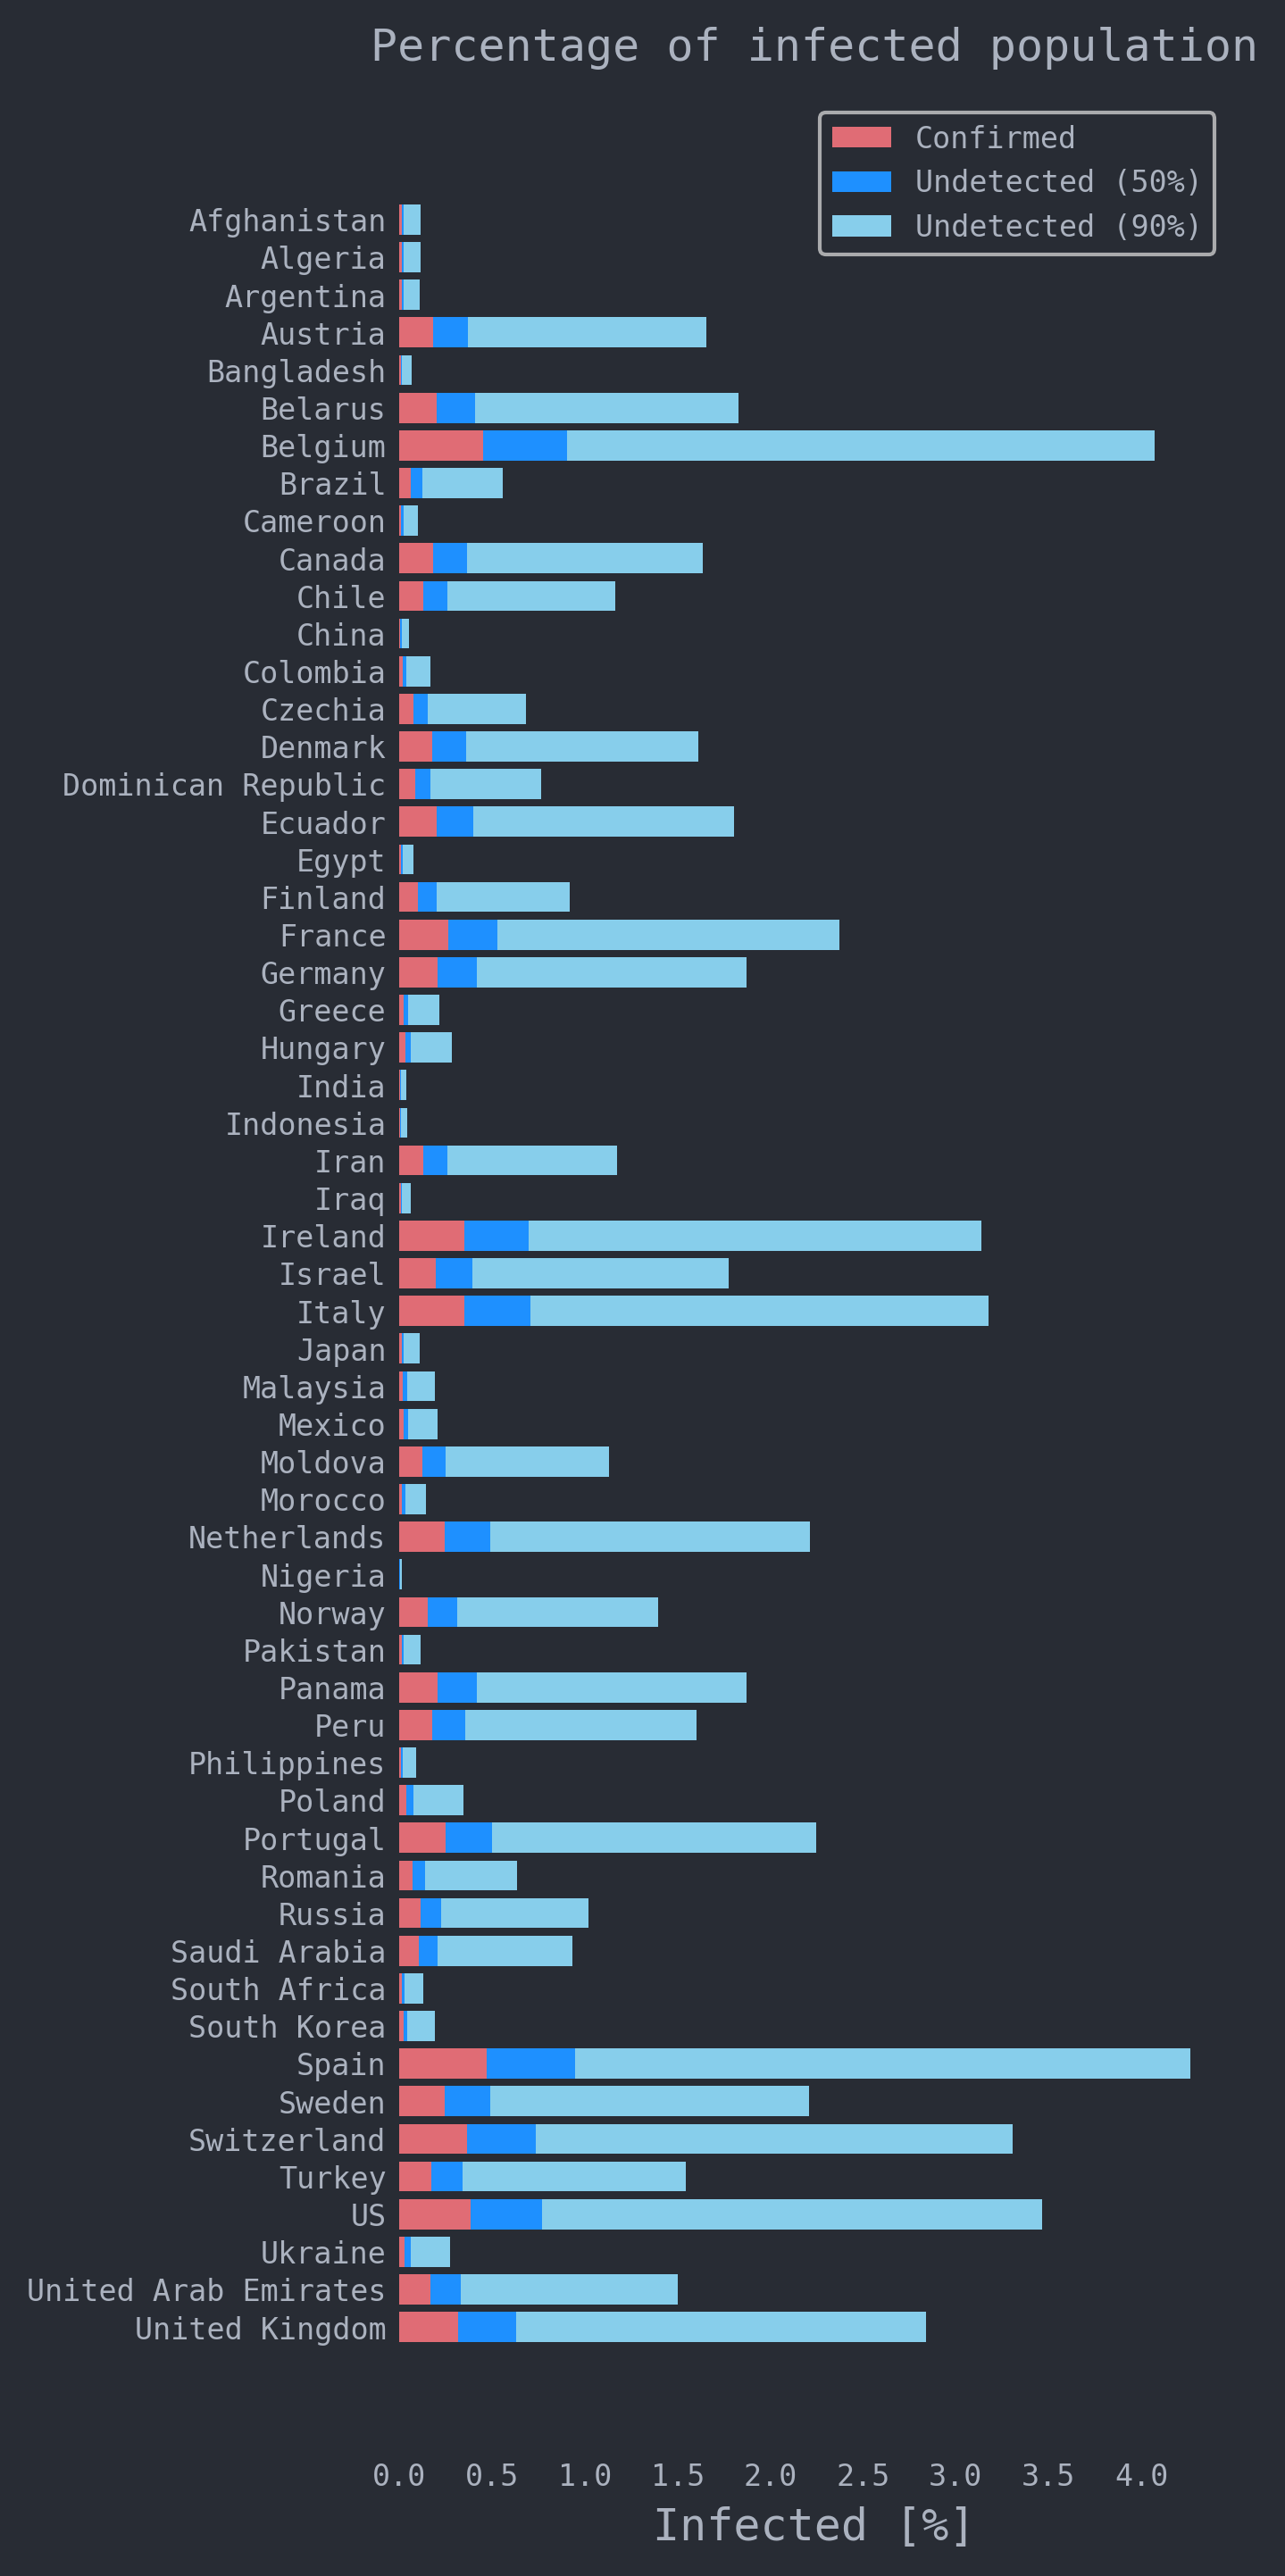 Percentage of infected population
Confirmed
Undetected (50%)
Undetected (90%)
Afghanistan
Algeria
Argentina
Austria
Bangladesh
Belarus
Belgium
Brazil
Cameroon
Canada
Chile
China
Colombia
Czechia
Denmark
Dominican Republic
Ecuador
Egypt
Finland
France
Germany
Greece
Hungary
India
Indonesia
Iran
Iraq
Ireland
Israel
Italy
Japan
Malaysia
Mexico
Moldova
Morocco
Netherlands
Nigeria
Norway
Pakistan
Panama
Peru
Philippines
Poland
Portugal
Romania
Russia
Saudi Arabia
South Africa
South Korea
Spain
Sweden
Switzerland
Turkey
US
Ukraine
United Arab Emirates
United Kingdom
0.0 0.5 1.0 1.5 2.0 2.5 3.0 3.5 4.0
Infected [%]